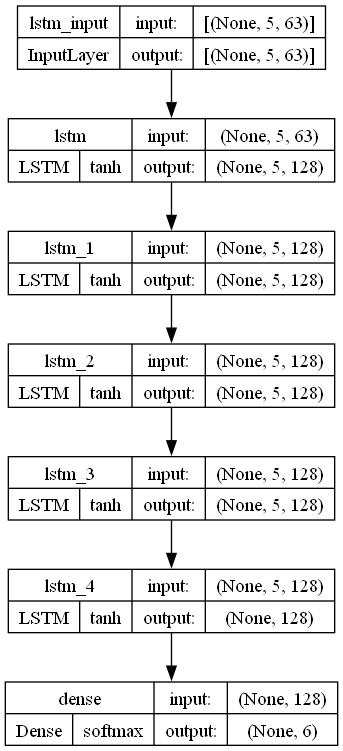 lstm_input input: [(None, 5, 63)]
InputLayer output: [(None, 5, 63)]
lstm input: (None, 5, 63)
LSTM tanh output: (None, 5, 128)
lstm_1 input: (None, 5, 128)
LSTM tanh output: (None, 5, 128)
lstm_2 input: (None, 5, 128)
LSTM tanh output: (None, 5, 128)
lstm_3 input: (None, 5, 128)
LSTM tanh output: (None, 5, 128)
lstm_4 input: (None, 5, 128)
LSTM tanh output: (None, 128)
dense input: (None, 128)
Dense softmax output: (None, 6)